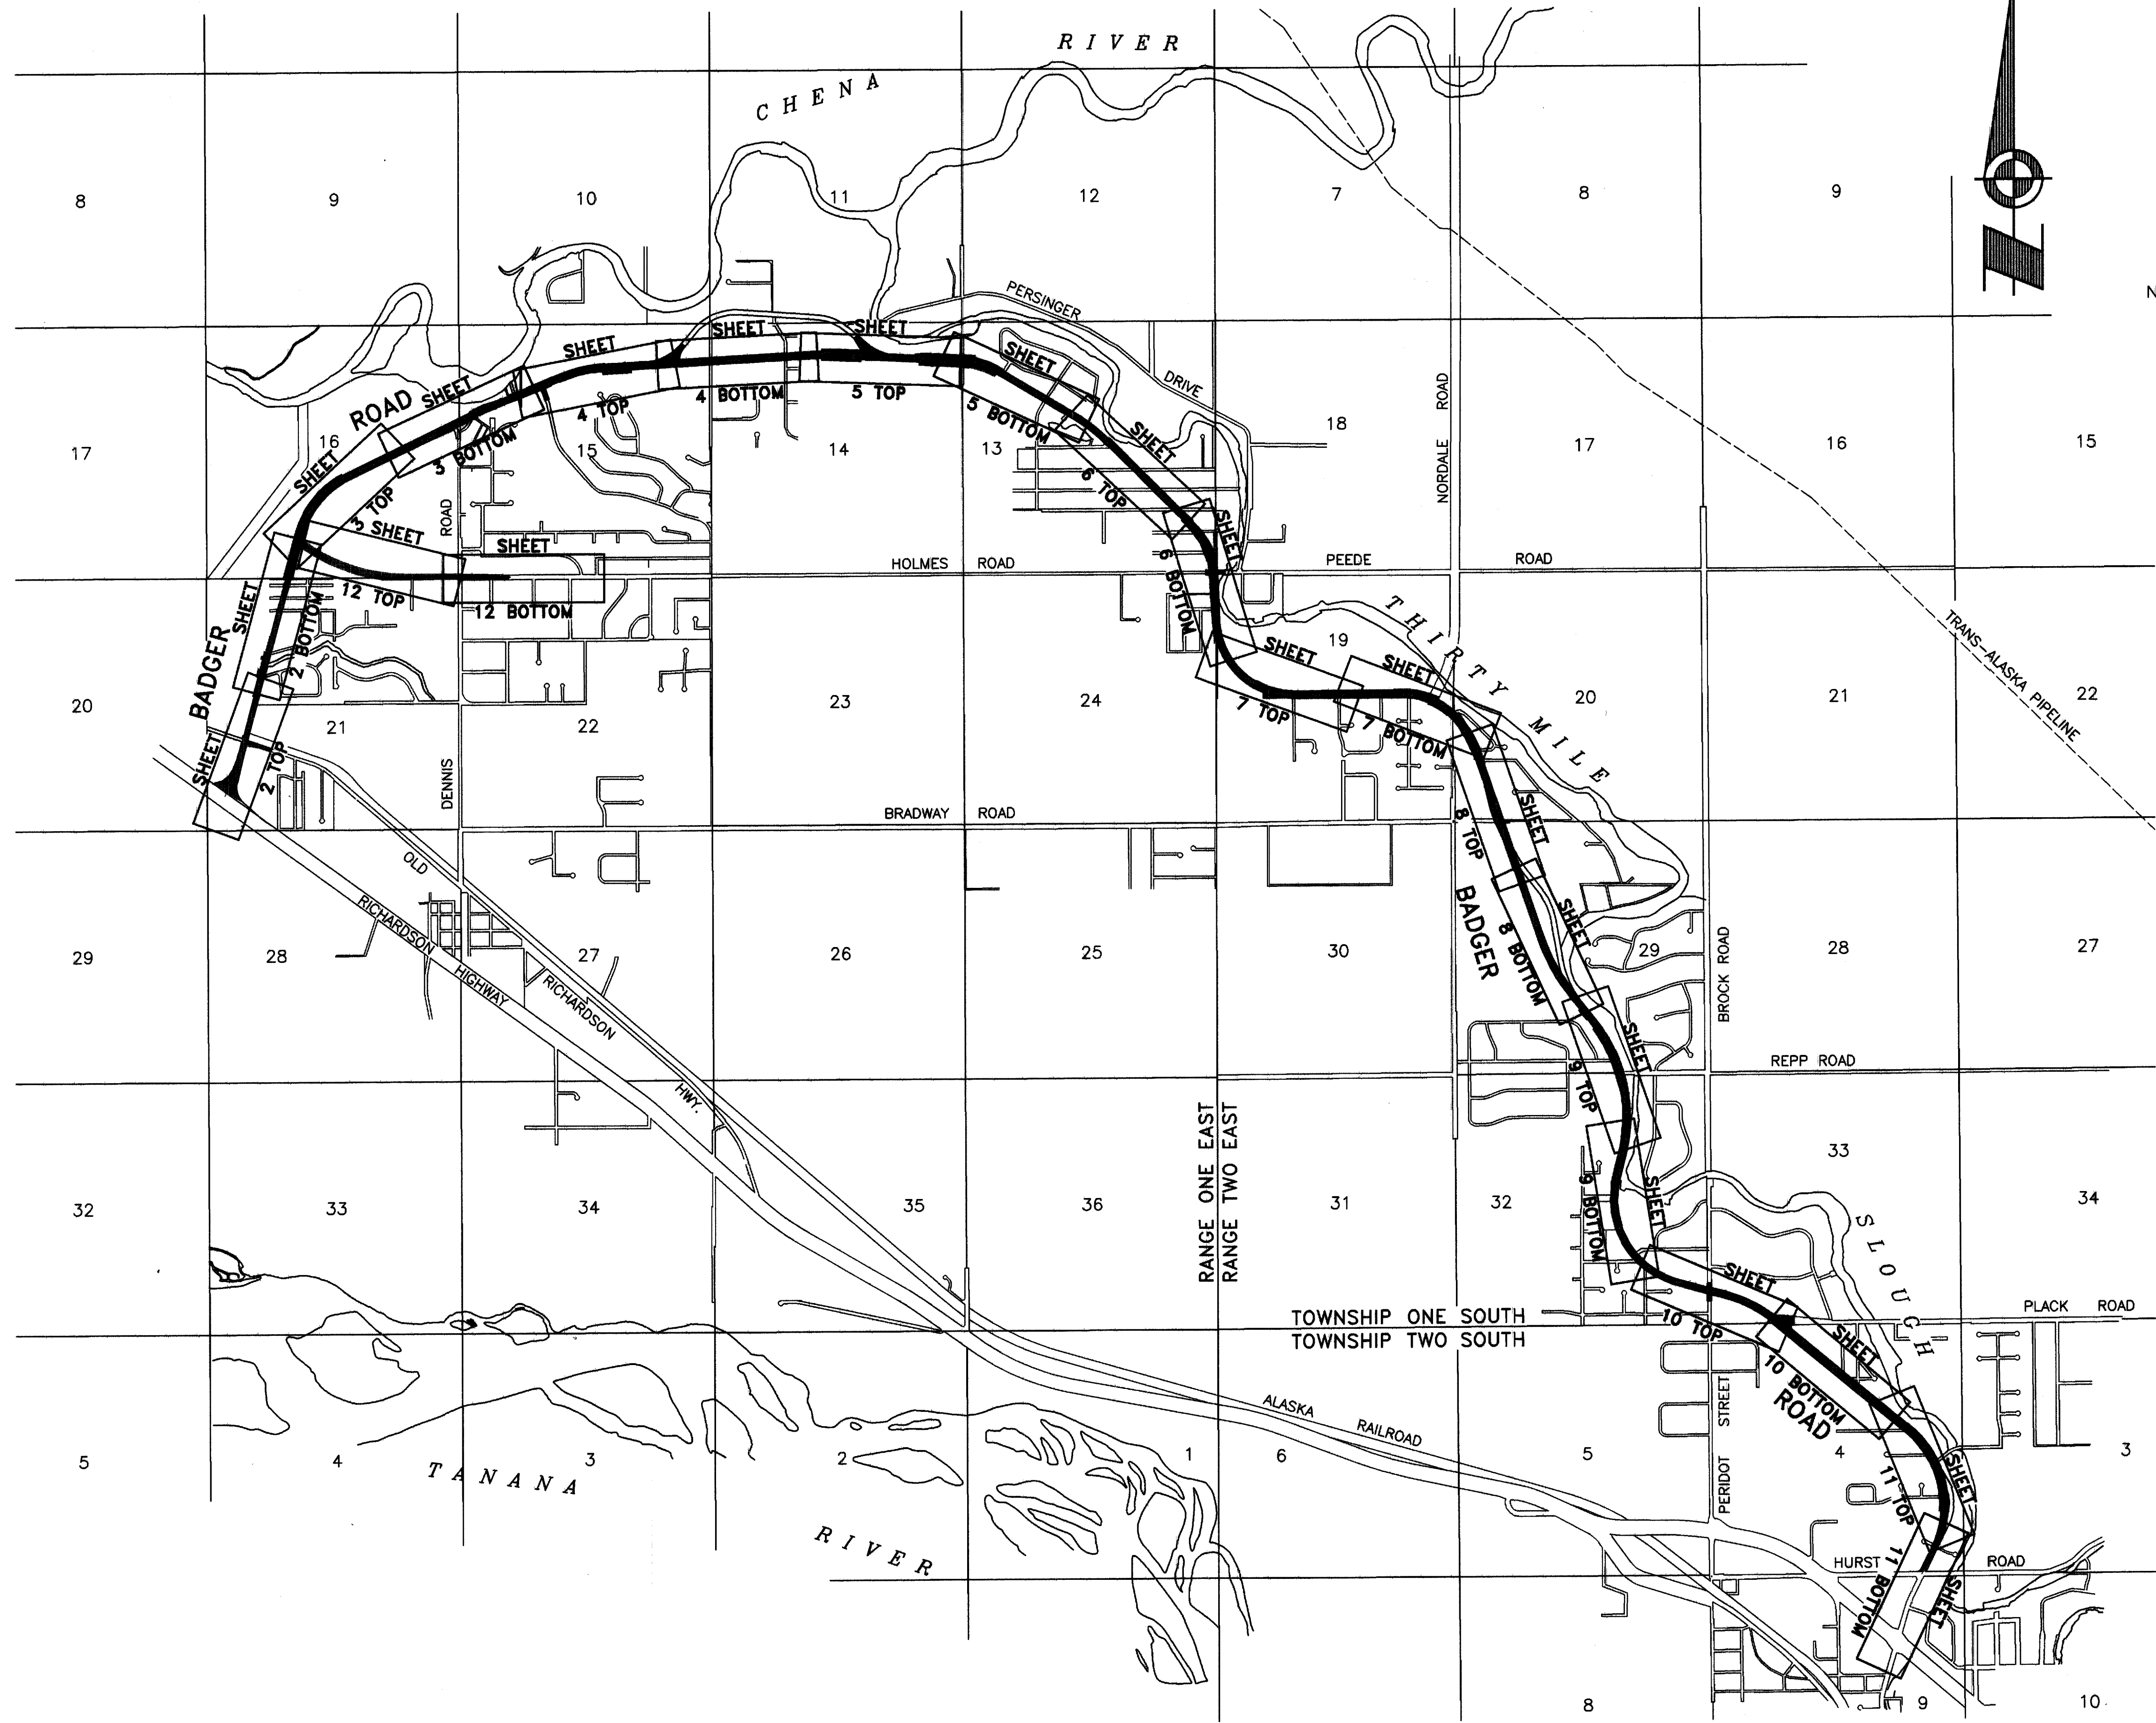 RIVER
CHENA
8
9
10
11
12
7
8
9
N
PERSINGER
DRIVE
SHEET
4 TOP
SHEET
4 BOTTOM
SHEET
5 TOP
SHEET
5 BOTTOM
ROAD
SHEET
3 BOTTOM
SHEET
3 TOP
SHEET
6 TOP
17
16
15
14
13
18
NORDALE ROAD
17
16
15
SHEET
12 TOP
SHEET
12 BOTTOM
HOLMES ROAD
PEEDE ROAD
SHEET
6 BOTTOM
BADGER
SHEET
2 BOTTOM
SHEET
2 TOP
DENNIS ROAD
THIRTY MILE
SLOUGH
TRANS-ALASKA PIPELINE
SHEET
7 TOP
SHEET
7 BOTTOM
20
21
22
23
24
19
20
21
22
BRADWAY ROAD
SHEET
8 TOP
BADGER
SHEET
8 BOTTOM
OLD
RICHARDSON
HWY.
RICHARDSON
HIGHWAY
29
28
27
26
25
30
29
28
27
BROCK ROAD
REPP ROAD
SHEET
9 TOP
SHEET
9 BOTTOM
RANGE ONE EAST
RANGE TWO EAST
32
33
34
35
36
31
32
33
34
TOWNSHIP ONE SOUTH
TOWNSHIP TWO SOUTH
PLACK ROAD
SHEET
10 TOP
SHEET
10 BOTTOM
ROAD
PERIDOT STREET
ALASKA RAILROAD
5
4
3
2
1
6
5
4
3
TANANA
RIVER
SHEET
11 TOP
SHEET
11 BOTTOM
HURST ROAD
8
9
10